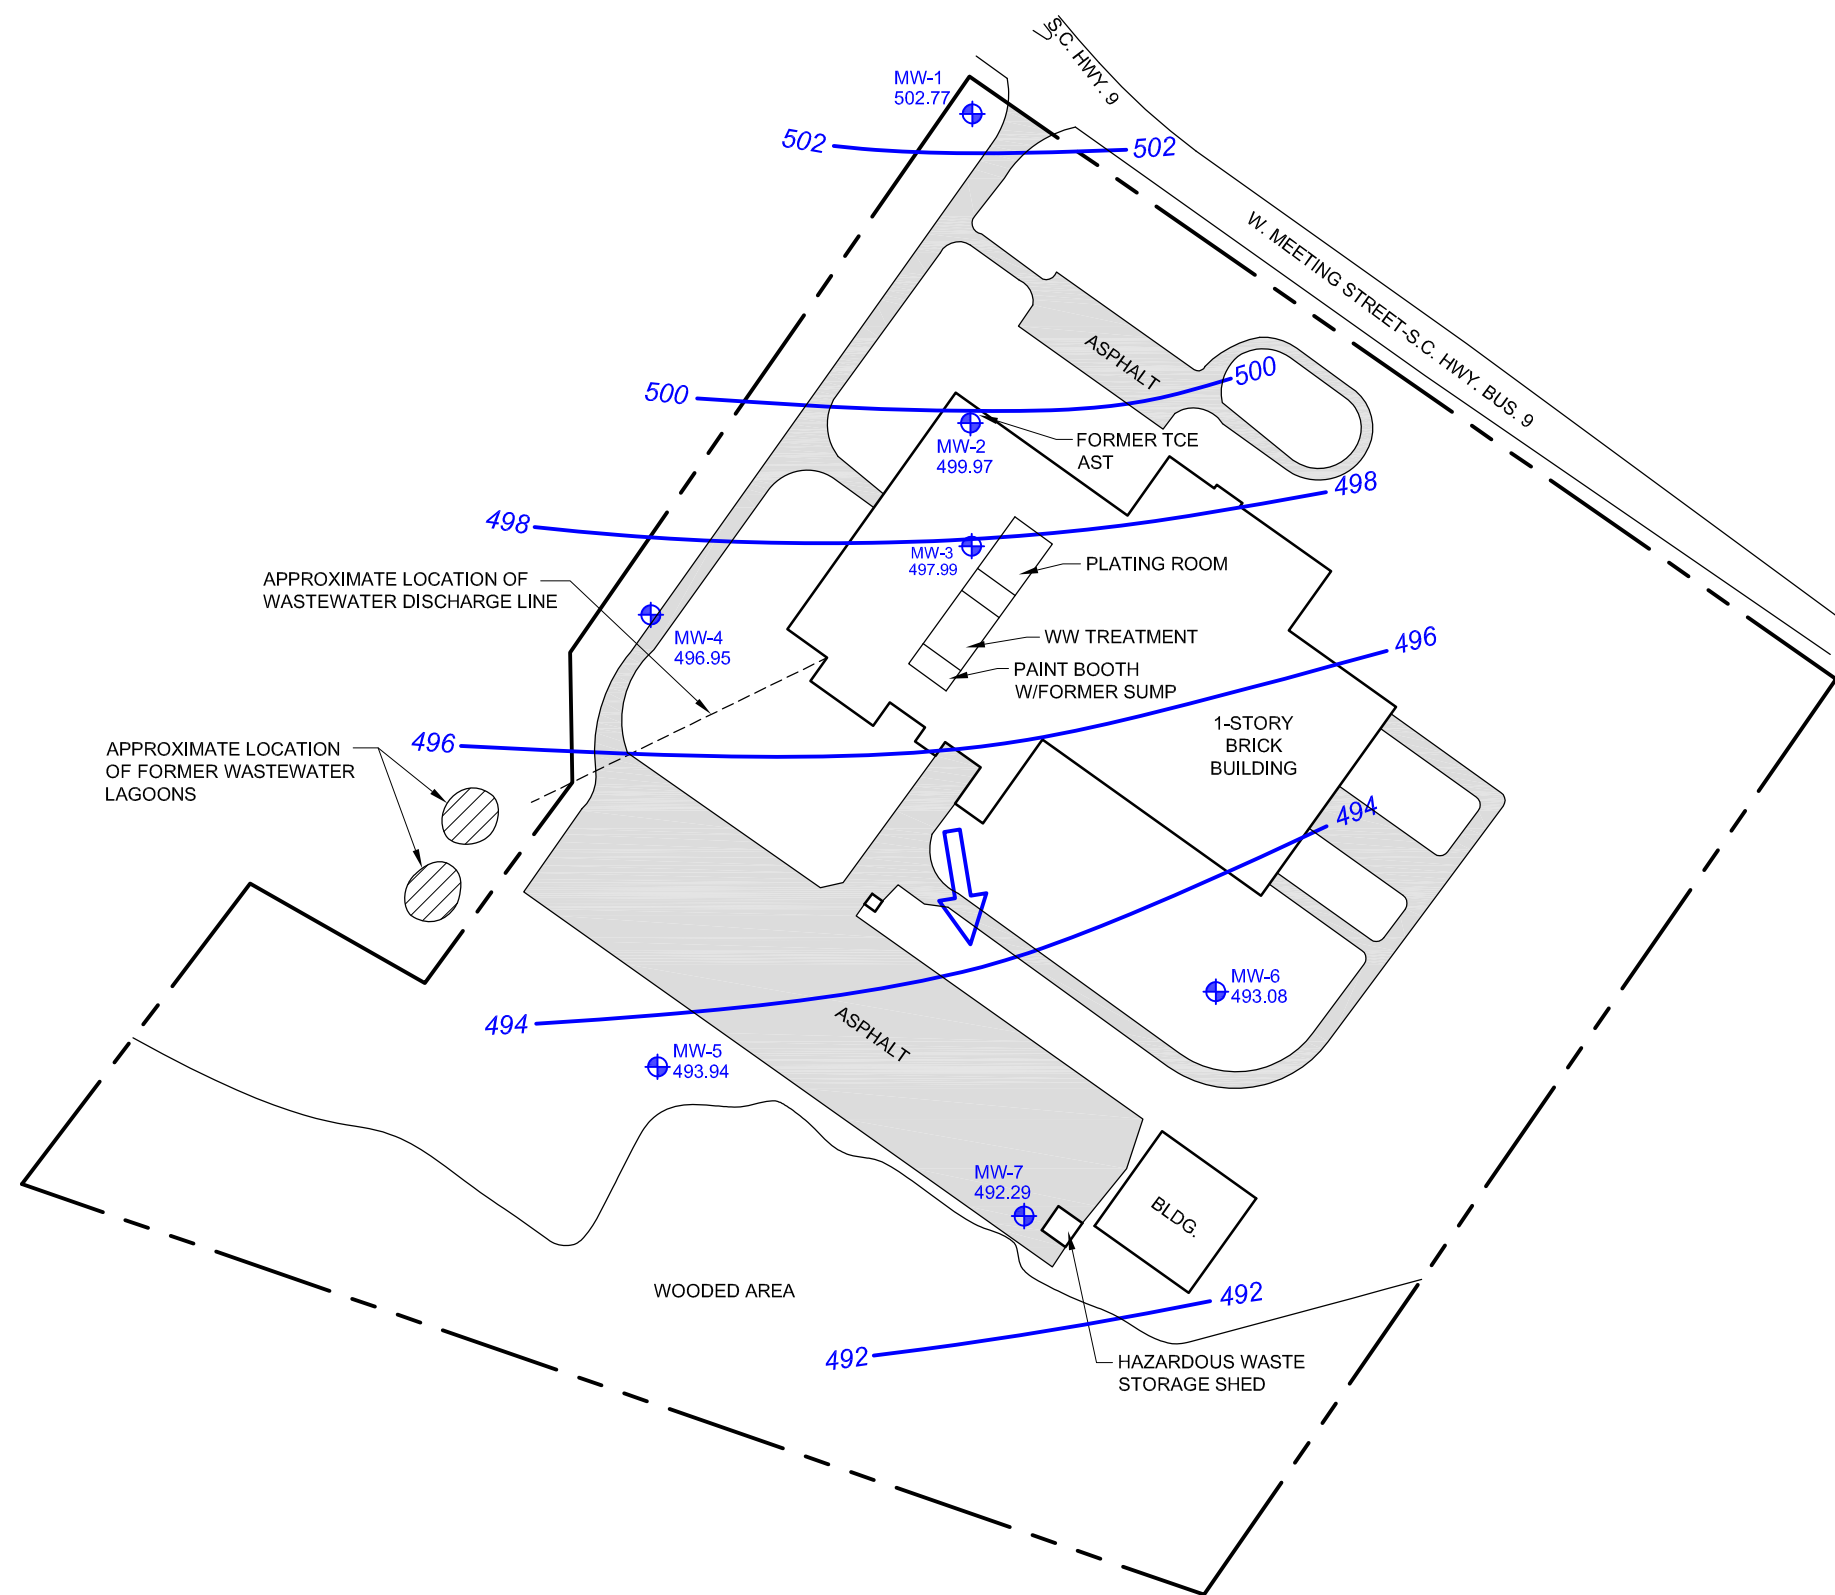 S.C. HWY. 9
MW-1
502.77
502
502
W. MEETING STREET-S.C. HWY. BUS. 9
ASPHALT
500
500
FORMER TCE
AST
MW-2
499.97
498
498
MW-3
497.99
PLATING ROOM
APPROXIMATE LOCATION OF
WASTEWATER DISCHARGE LINE
MW-4
496.95
WW TREATMENT
496
PAINT BOOTH
W/FORMER SUMP
1-STORY
BRICK
BUILDING
496
APPROXIMATE LOCATION
OF FORMER WASTEWATER
LAGOONS
494
MW-6
493.08
494
ASPHALT
MW-5
493.94
MW-7
492.29
BLDG.
WOODED AREA
492
492
HAZARDOUS WASTE
STORAGE SHED